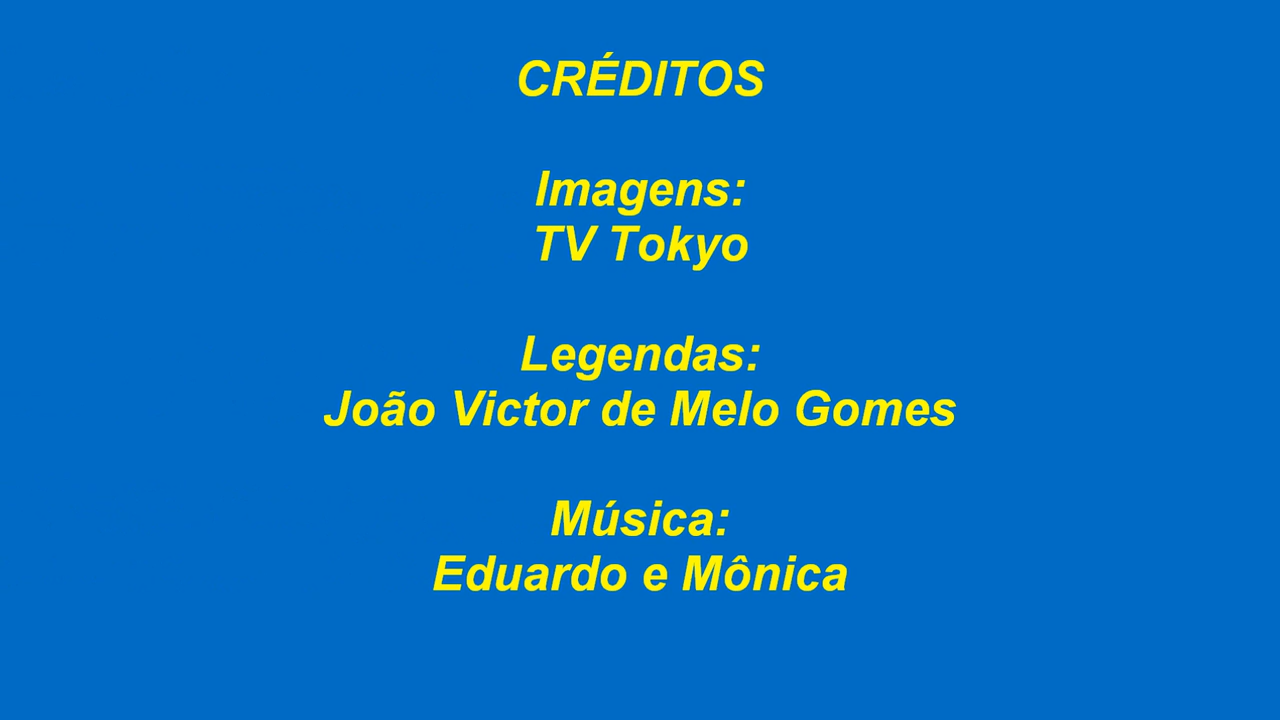 CRÉDITOS
Imagens:
TV Tokyo
Legendas:
João Victor de Melo Gomes
Música:
Eduardo e Mônica